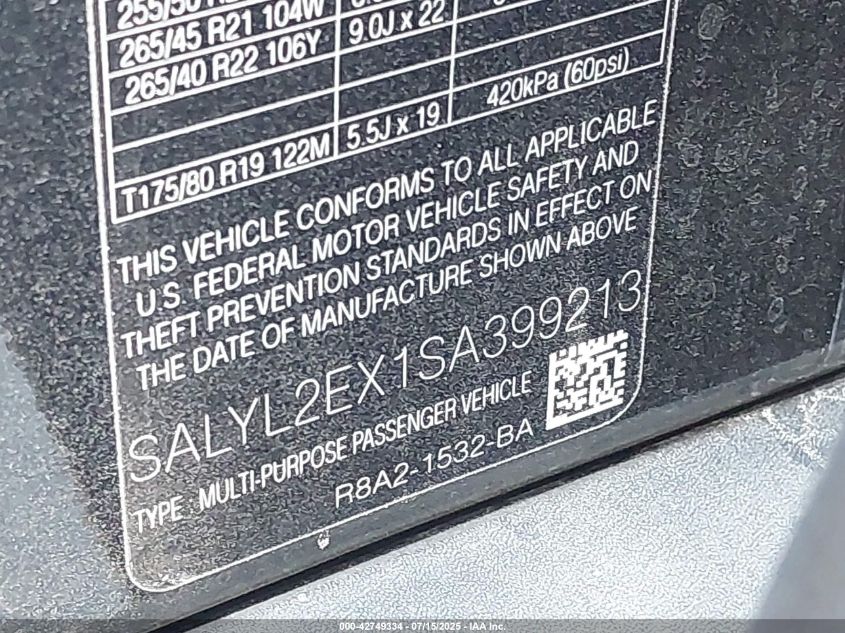 265/45 R21 104W
265/40 R22 106Y 9.0J x 22
T175/80 R19 122M 5.5J x 19 420kPa (60psi)
THIS VEHICLE CONFORMS TO ALL APPLICABLE
U.S. FEDERAL MOTOR VEHICLE SAFETY AND
THEFT PREVENTION STANDARDS IN EFFECT ON
THE DATE OF MANUFACTURE SHOWN ABOVE
SALYL2EX1SA399213
TYPE : MULTI-PURPOSE PASSENGER VEHICLE
R8A2-1532-BA
000-42749334 - 07/15/2025 - IAA Inc.